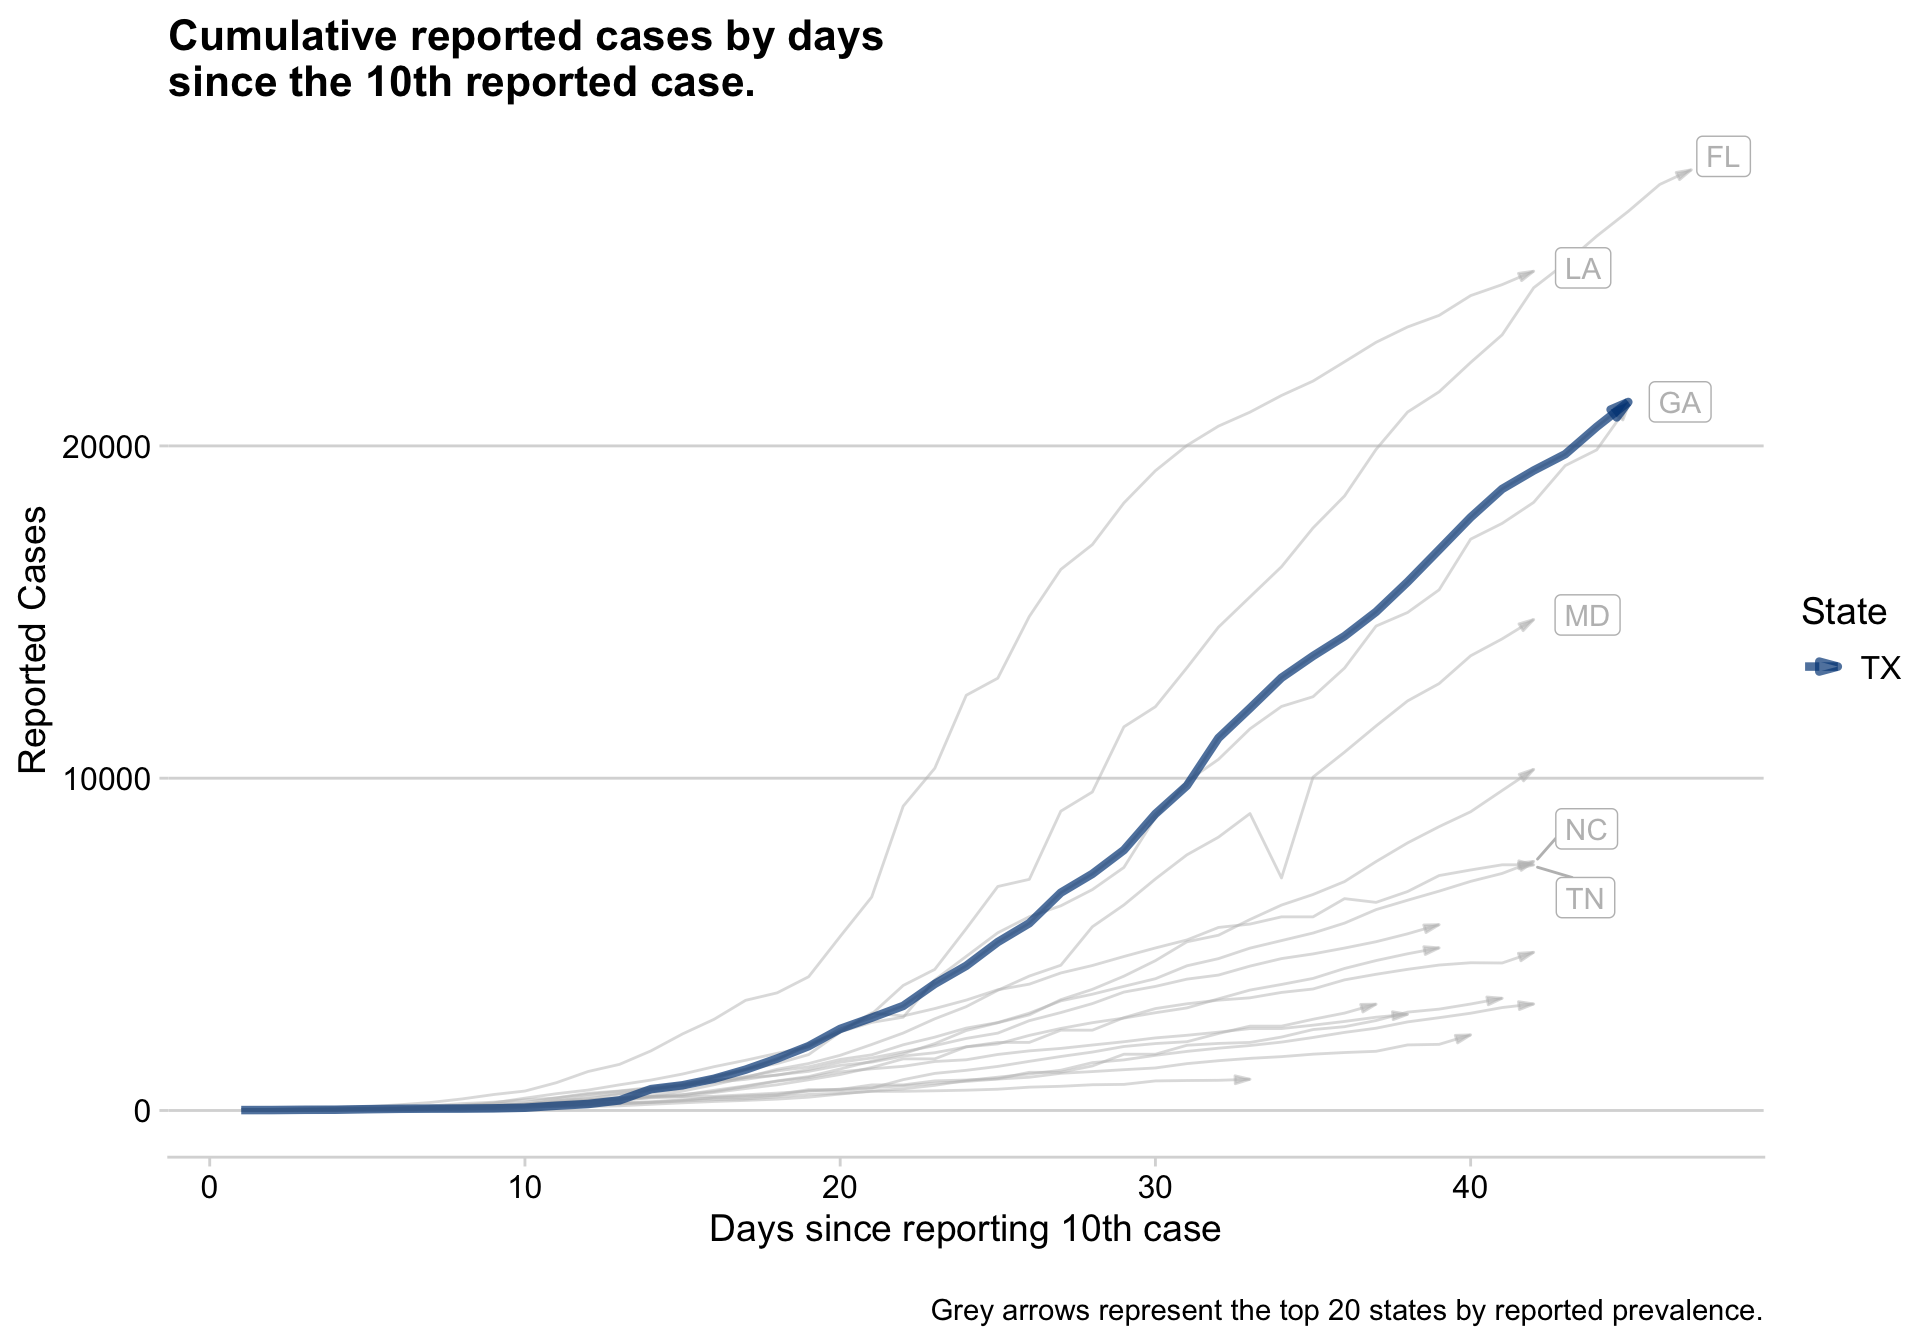 Cumulative reported cases by days
since the 10th reported case.
FL
LA
GA
20000
MD
State
TX
Reported Cases
10000
NC
TN
0
0 10 20 30 40
Days since reporting 10th case
Grey arrows represent the top 20 states by reported prevalence.